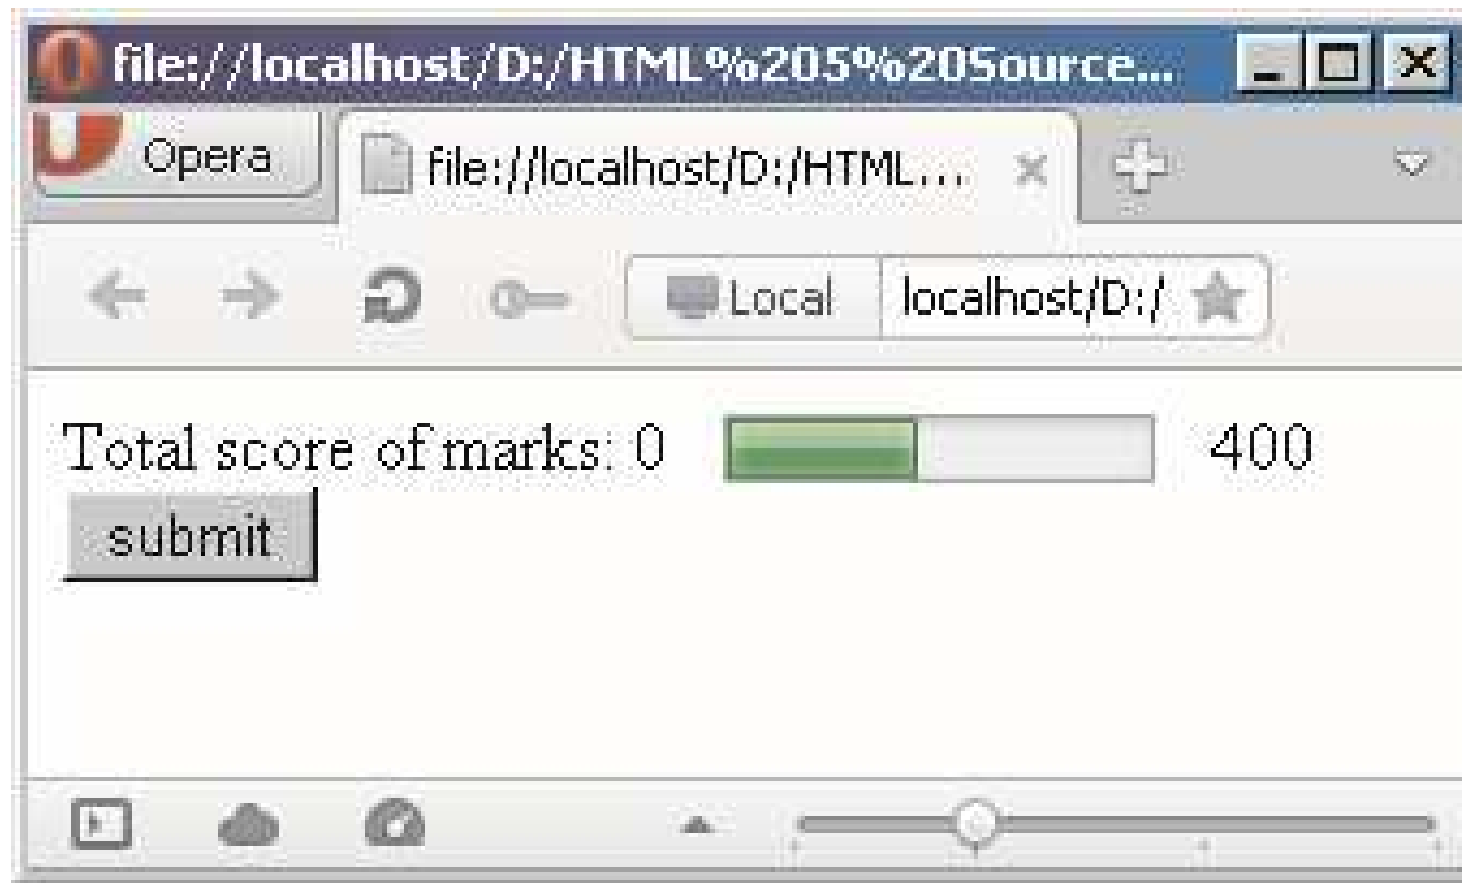 file://localhost/D:/HTML%205%20Source...
Opera
file://localhost/D:/HTML...
Local localhost/D:/
Total score of marks: 0 400
submit